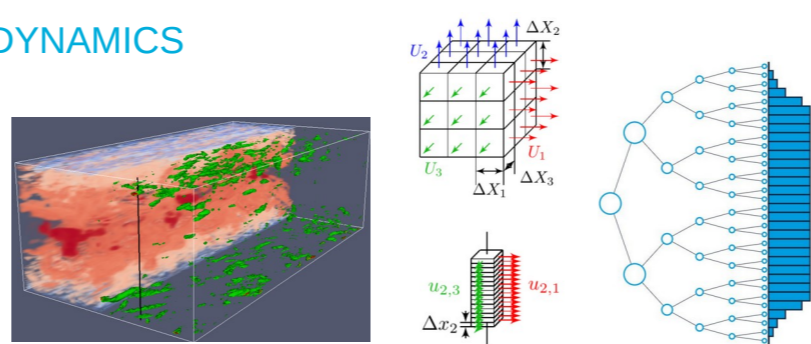 DYNAMICS
U₂
ΔX₂
U₁
U₃
ΔX₁
ΔX₃
u₂,₃
u₂,₁
Δx₂